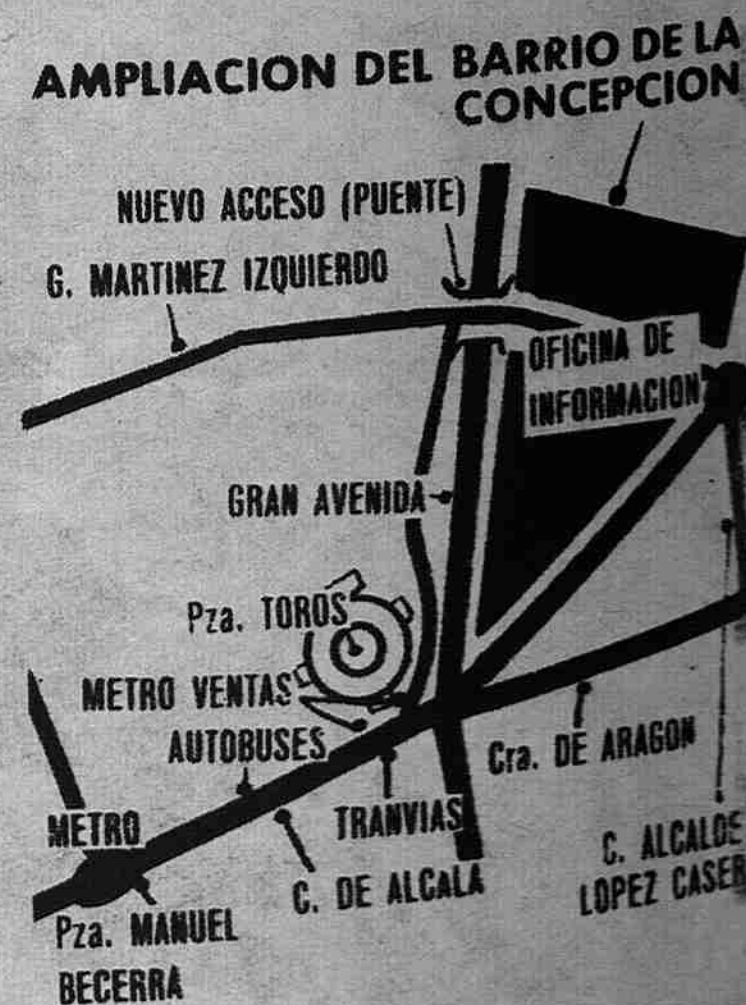 AMPLIACION DEL BARRIO DE LA
CONCEPCION
NUEVO ACCESO (PUENTE)
G. MARTINEZ IZQUIERDO
OFICINA DE
INFORMACION
GRAN AVENIDA
Pza. TOROS
METRO VENTAS
AUTOBUSES
Cra. DE ARAGON
METRO
TRANVIAS
C. DE ALCALA
C. ALCALDE
LOPEZ CASER
Pza. MANUEL
BECERRA